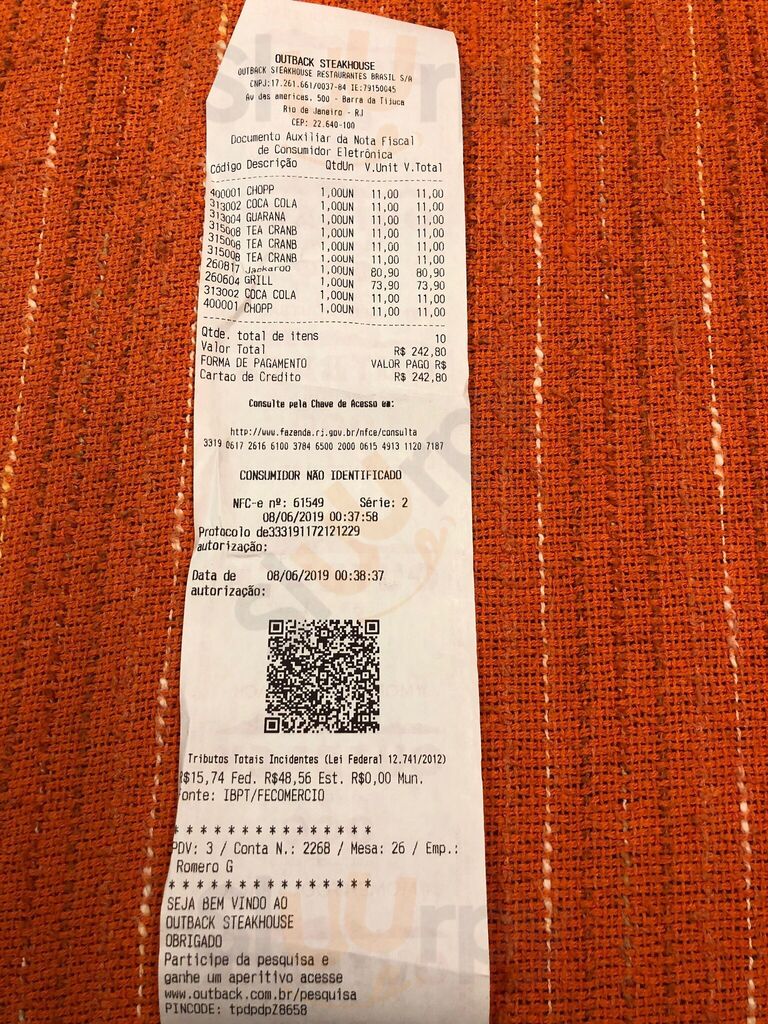 OUTBACK STEAKHOUSE
OUTBACK STEAKHOUSE RESTAURANTES BRASIL S/A
CNPJ:17.261.661/0037-84 IE:79150045
Av das americas, 500 - Barra da Tijuca
Rio de Janeiro - RJ
CEP: 22.640-100
Documento Auxiliar da Nota Fiscal
de Consumidor Eletrônica
Código Descrição QtdUn V.Unit V.Total
400001 CHOPP 1,00UN 11,00 11,00
313002 COCA COLA 1,00UN 11,00 11,00
313004 GUARANA 1,00UN 11,00 11,00
315008 TEA CRANB 1,00UN 11,00 11,00
315008 TEA CRANB 1,00UN 11,00 11,00
315008 TEA CRANB 1,00UN 11,00 11,00
260817 Jackaroo 1,00UN 80,90 80,90
260604 GRILL 1,00UN 73,90 73,90
313002 COCA COLA 1,00UN 11,00 11,00
400001 CHOPP 1,00UN 11,00 11,00
Qtde. total de itens 10
Valor Total R$ 242,80
FORMA DE PAGAMENTO VALOR PAGO R$
Cartao de Credito R$ 242,80
Consulte pela Chave de Acesso em:
http://www.fazenda.rj.gov.br/nfce/consulta
3319 0617 2616 6100 3784 6500 2000 0615 4913 1120 7187
CONSUMIDOR NÃO IDENTIFICADO
NFC-e nº: 61549 Série: 2
08/06/2019 00:37:58
Protocolo de333191172121229
autorização:
Data de 08/06/2019 00:38:37
autorização:
Tributos Totais Incidentes (Lei Federal 12.741/2012)
R$15,74 Fed. R$48,56 Est. R$0,00 Mun.
onte: IBPT/FECOMERCIO
* * * * * * * * * * * * * * *
PDV: 3 / Conta N.: 2268 / Mesa: 26 / Emp.:
Romero G
* * * * * * * * * * * * * * *
SEJA BEM VINDO AO
OUTBACK STEAKHOUSE
OBRIGADO
Participe da pesquisa e
ganhe um aperitivo acesse
www.outback.com.br/pesquisa
PINCODE: tpdpdpZ8658